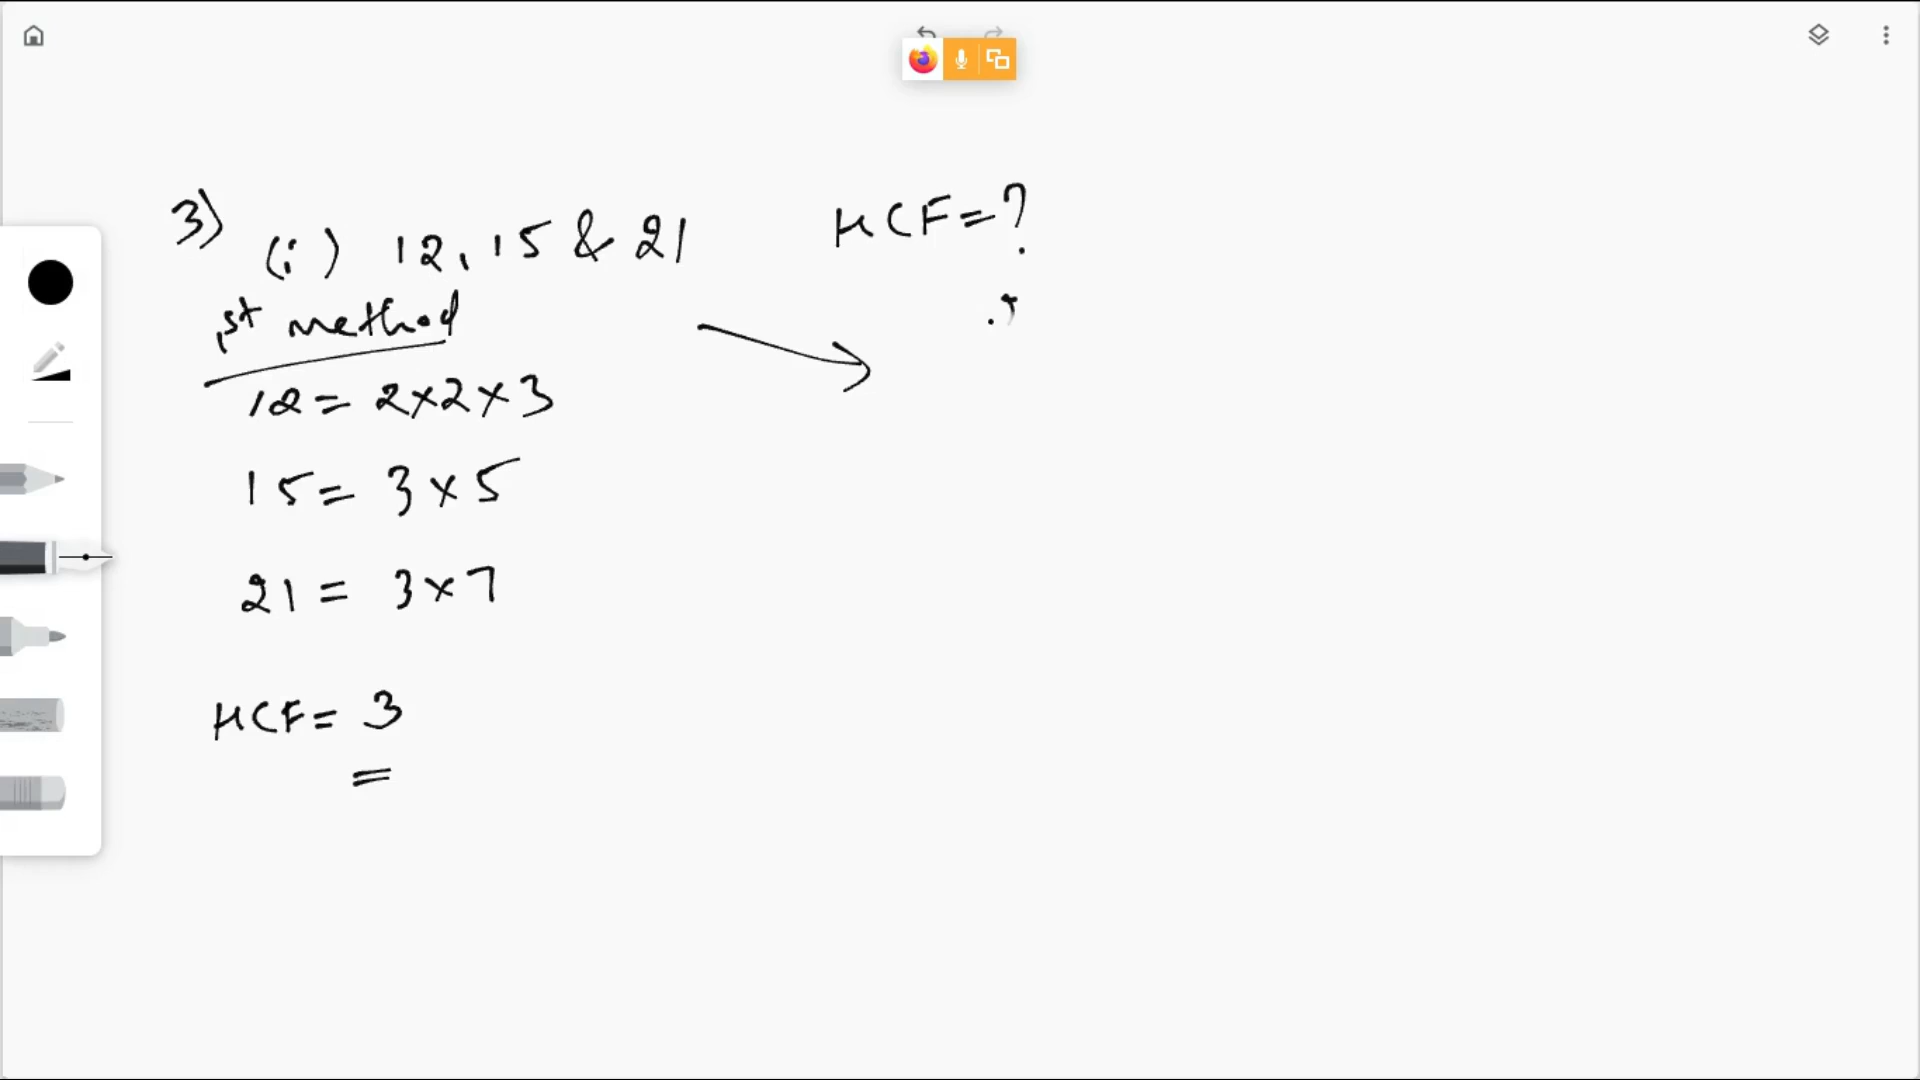 3)
(i) 12, 15 & 21
HCF=?
1st method
12= 2×2×3
15= 3×5
21= 3×7
HCF= 3